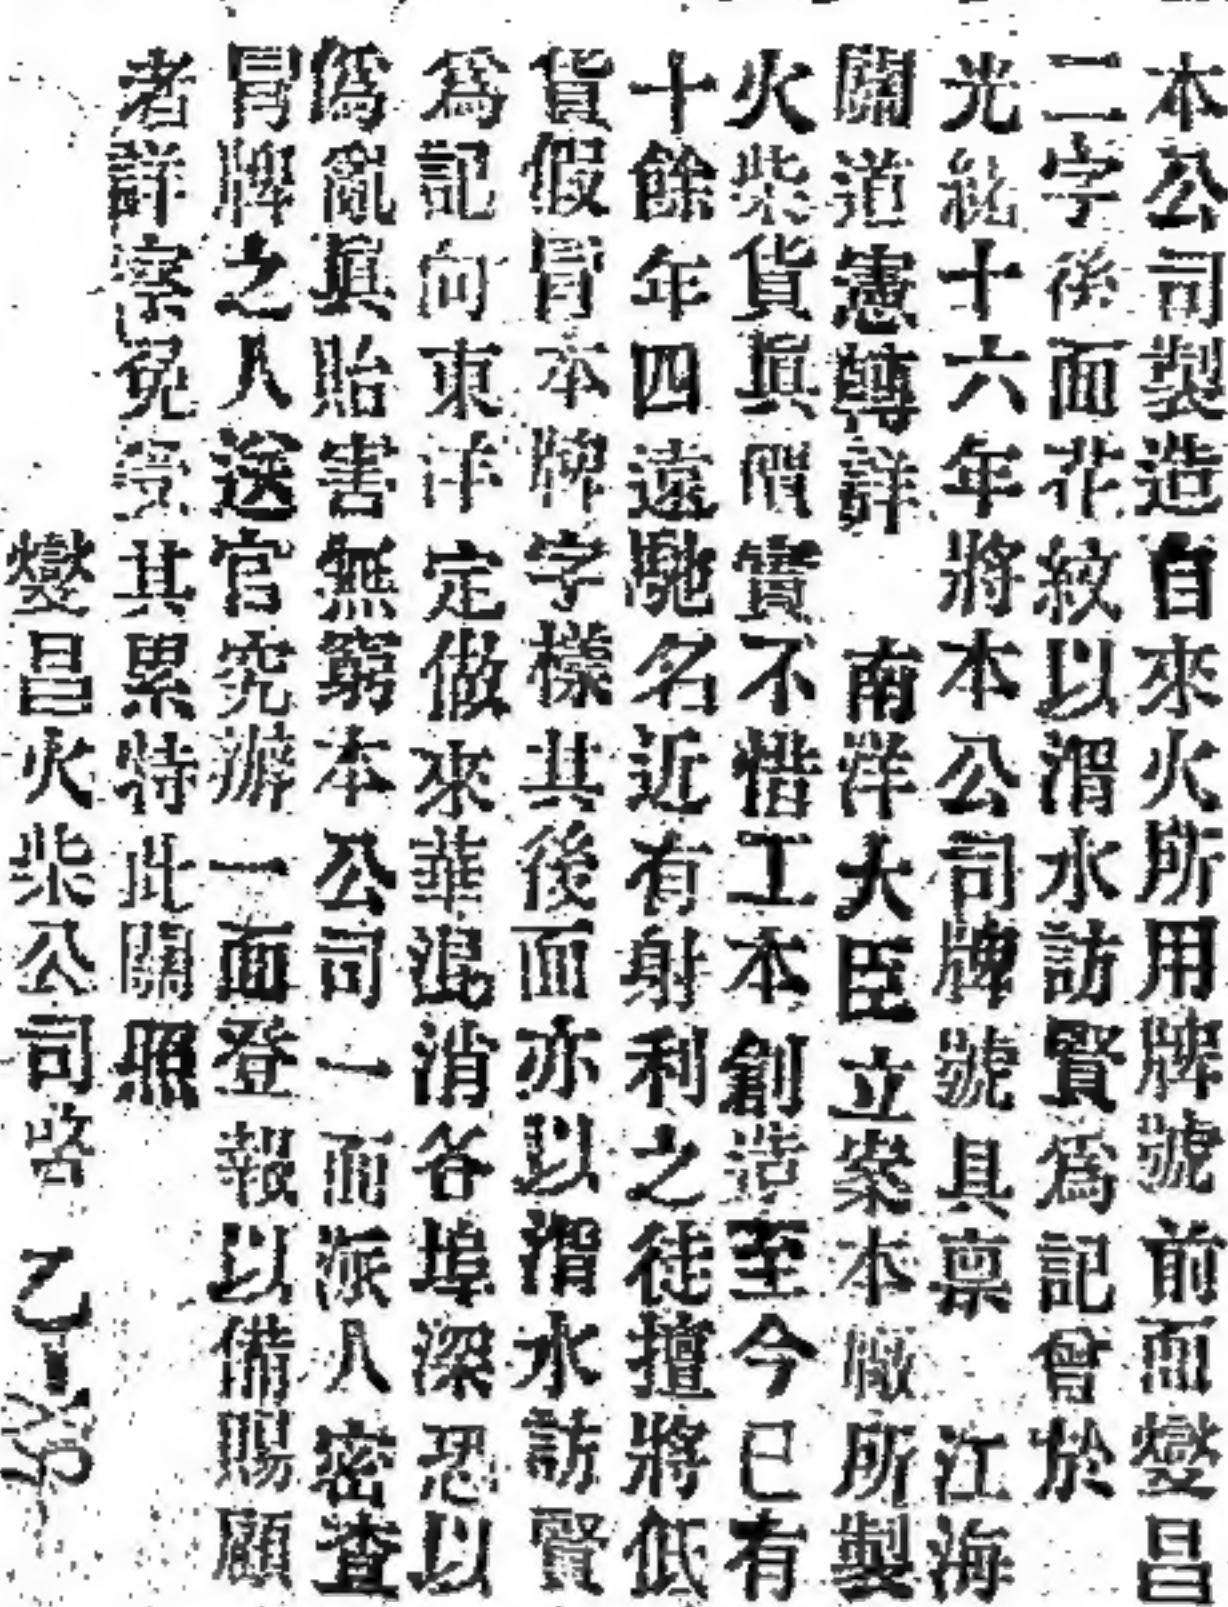 本公司製造自來火所用牌號前面燮昌
二字後面花紋以渭水訪賢爲記曾於
光緒十六年將本公司牌號具禀 江海
關道憲轉詳 南洋大臣立案本廠所製
火柴貨眞價實不惜工本創造至今已有
十餘年四遠馳名近有射利之徒擅將低
貨假冒本牌字樣其後面亦以渭水訪賢
爲記向東洋定做來華混消各埠深恐以
僞亂眞貽害無窮本公司一面派人密查
冒牌之人送官究辦一面登報以備賜顧
者詳察免受其累特此關照
燮昌火柴公司啓